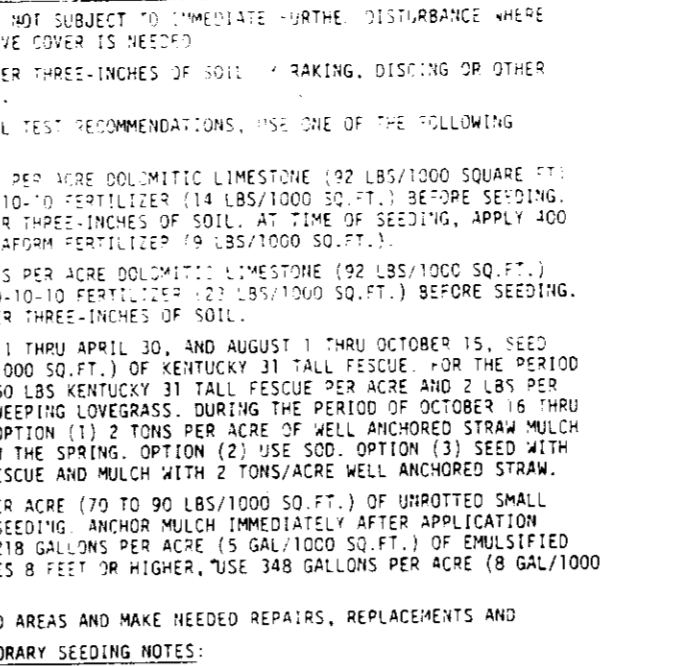 NOT SUBJECT TO IMMEDIATE FURTHE. DISTURBANCE WHERE
VE COVER IS NEEDED
ER THREE-INCHES OF SOIL Y RAKING, DISCING OR OTHER
.
L TEST RECOMMENDATIONS, USE ONE OF THE FOLLOWING
PER ACRE DOLOMITIC LIMESTONE (92 LBS/1000 SQUARE FT)
10-10 FERTILIZER (14 LBS/1000 SQ.FT.) BEFORE SEEDING.
R THREE-INCHES OF SOIL. AT TIME OF SEEDING, APPLY 400
AFORM FERTILIZER (9 LBS/1000 SQ.FT.).
S PER ACRE DOLOMITIC LIMESTONE (92 LBS/1000 SQ.FT.)
-10-10 FERTILIZER (23 LBS/1000 SQ.FT.) BEFORE SEEDING.
R THREE-INCHES OF SOIL.
1 THRU APRIL 30, AND AUGUST 1 THRU OCTOBER 15, SEED
000 SQ.FT.) OF KENTUCKY 31 TALL FESCUE. FOR THE PERIOD
60 LBS KENTUCKY 31 TALL FESCUE PER ACRE AND 2 LBS PER
WEEPING LOVEGRASS. DURING THE PERIOD OF OCTOBER 16 THRU
OPTION (1) 2 TONS PER ACRE OF WELL ANCHORED STRAW MULCH
N THE SPRING. OPTION (2) USE SOD. OPTION (3) SEED WITH
ESCUE AND MULCH WITH 2 TONS/ACRE WELL ANCHORED STRAW.
ER ACRE (70 TO 90 LBS/1000 SQ.FT.) OF UNROTTED SMALL
SEEDING. ANCHOR MULCH IMMEDIATELY AFTER APPLICATION
218 GALLONS PER ACRE (5 GAL/1000 SQ.FT.) OF EMULSIFIED
ES 8 FEET OR HIGHER, USE 348 GALLONS PER ACRE (8 GAL/1000
D AREAS AND MAKE NEEDED REPAIRS, REPLACEMENTS AND
ORARY SEEDING NOTES: